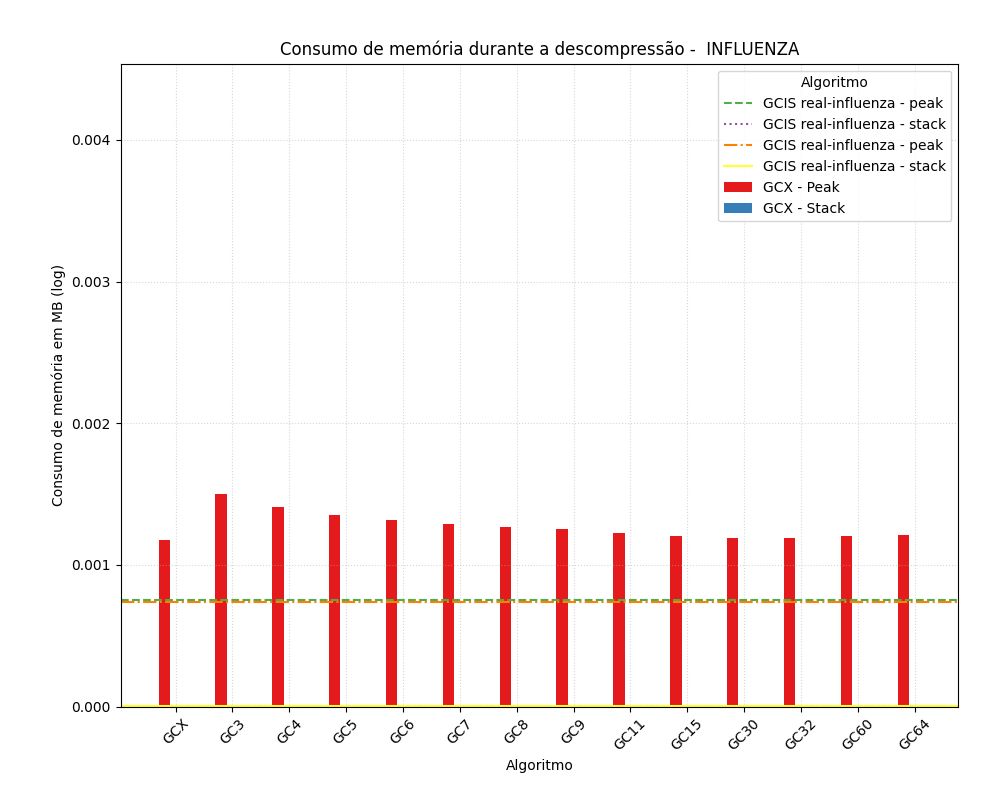 Consumo de memória durante a descompressão -  INFLUENZA
Algoritmo
GCIS real-influenza - peak
GCIS real-influenza - stack
GCIS real-influenza - peak
GCIS real-influenza - stack
GCX - Peak
GCX - Stack
Consumo de memória em MB (log)
0.004
0.003
0.002
0.001
0.000
GCX GC3 GC4 GC5 GC6 GC7 GC8 GC9 GC11 GC15 GC30 GC32 GC60 GC64
Algoritmo